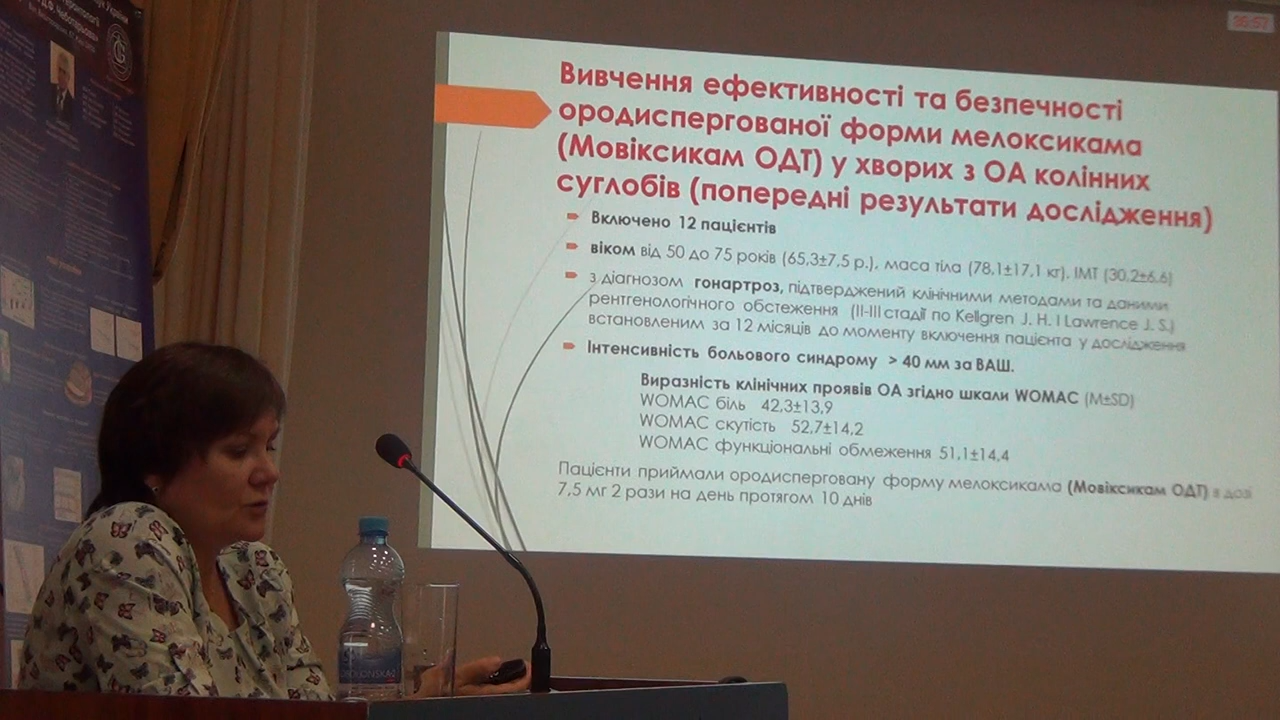 Вивчення ефективності та безпечності
ородиспергованої форми мелоксикама
(Мовіксикам ОДТ) у хворих з ОА колінних
суглобів (попередні результати дослідження)
Включено 12 пацієнтів
віком від 50 до 75 років (65,3±7,5 р.), маса тіла (78,1±17,1 кг), ІМТ (30,2±6,6)
з діагнозом гонартроз, підтверджений клінічними методами та даними
рентгенологічного обстеження (ІІ-ІІІ стадії по Kellgren J. H. I Lawrence J. S.)
встановленим за 12 місяців до моменту включення пацієнта у дослідження
Інтенсивність больового синдрому > 40 мм за ВАШ.
Виразність клінічних проявів ОА згідно шкали WOMAC (M±SD)
WOMAC біль 42,3±13,9
WOMAC скутість 52,7±14,2
WOMAC функціональні обмеження 51,1±14,4
Пацієнти приймали ородисперговану форму мелоксикама (Мовіксикам ОДТ) в дозі
7,5 мг 2 рази на день протягом 10 днів